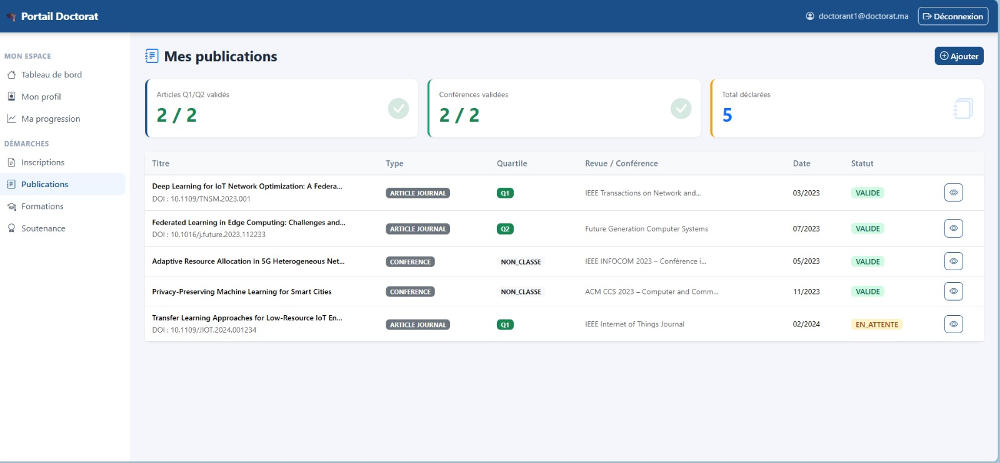 Portail Doctorat
doctorant1@doctorat.ma
Déconnexion
MON ESPACE
Tableau de bord
Mon profil
Ma progression
DÉMARCHES
Inscriptions
Publications
Formations
Soutenance
Mes publications
Ajouter
Articles Q1/Q2 validés
2 / 2
Conférences validées
2 / 2
Total déclarées
5
Titre Type Quartile Revue / Conférence Date Statut
Deep Learning for IoT Network Optimization: A Federa...
DOI : 10.1109/TNSM.2023.001
ARTICLE JOURNAL Q1 IEEE Transactions on Network and... 03/2023 VALIDE
Federated Learning in Edge Computing: Challenges and...
DOI : 10.1016/j.future.2023.112233
ARTICLE JOURNAL Q2 Future Generation Computer Systems 07/2023 VALIDE
Adaptive Resource Allocation in 5G Heterogeneous Net... CONFERENCE NON_CLASSE IEEE INFOCOM 2023 – Conférence i... 05/2023 VALIDE
Privacy-Preserving Machine Learning for Smart Cities CONFERENCE NON_CLASSE ACM CCS 2023 – Computer and Comm... 11/2023 VALIDE
Transfer Learning Approaches for Low-Resource IoT En...
DOI : 10.1109/JIOT.2024.001234
ARTICLE JOURNAL Q1 IEEE Internet of Things Journal 02/2024 EN_ATTENTE